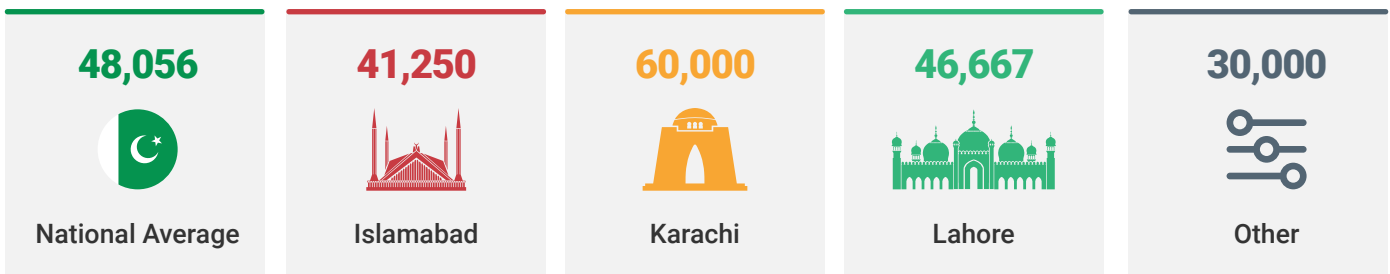 48,056
National Average
41,250
Islamabad
60,000
Karachi
46,667
Lahore
30,000
Other